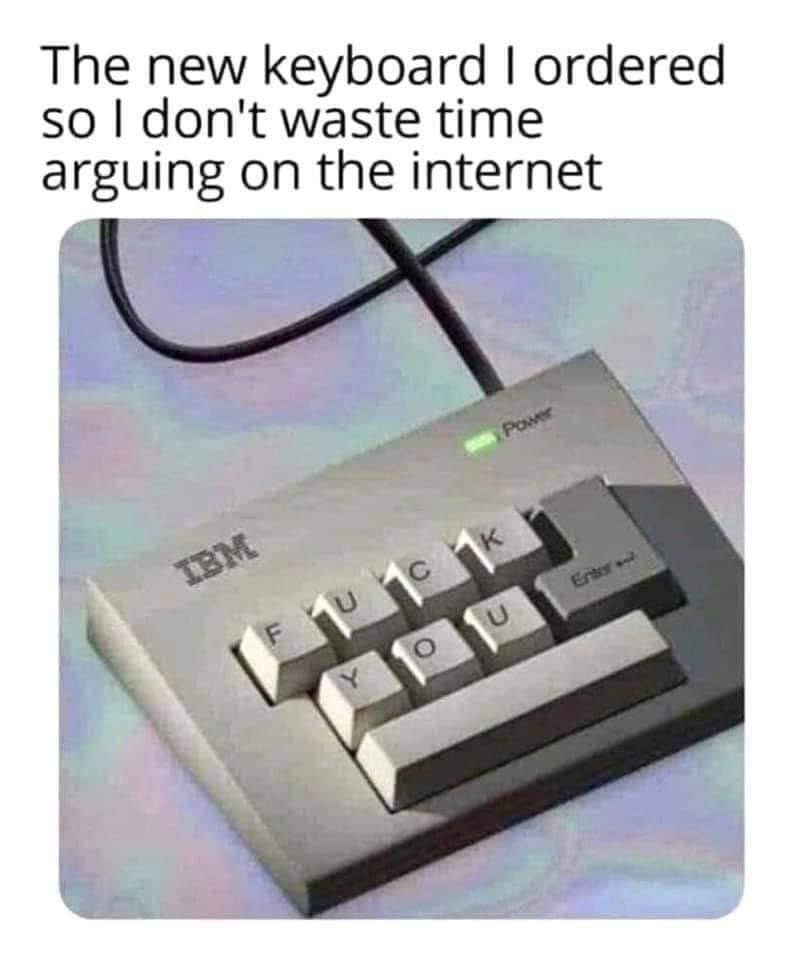 The new keyboard I ordered
so I don't waste time
arguing on the internet
Power
IBM
F U C K
Enter ↵
Y O U